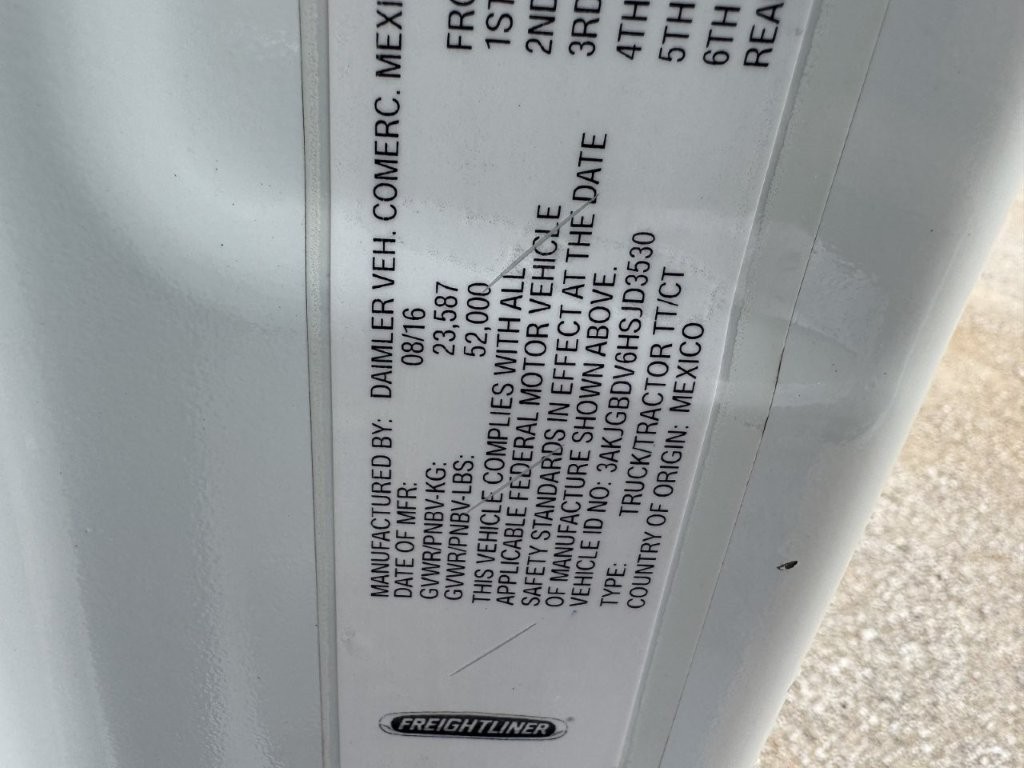 MANUFACTURED BY: DAIMLER VEH. COMERC. MEXI
DATE OF MFR: 08/16
GVWR/PNBV-KG: 23,587
GVWR/PNBV-LBS: 52,000
THIS VEHICLE COMPLIES WITH ALL
APPLICABLE FEDERAL MOTOR VEHICLE
SAFETY STANDARDS IN EFFECT AT THE DATE
OF MANUFACTURE SHOWN ABOVE.
VEHICLE ID NO: 3AKJGBDV6HSJD3530
TYPE: TRUCK/TRACTOR TT/CT
COUNTRY OF ORIGIN: MEXICO
FRO
1ST
2ND
3RD
4TH
5TH
6TH
REA
FREIGHTLINER